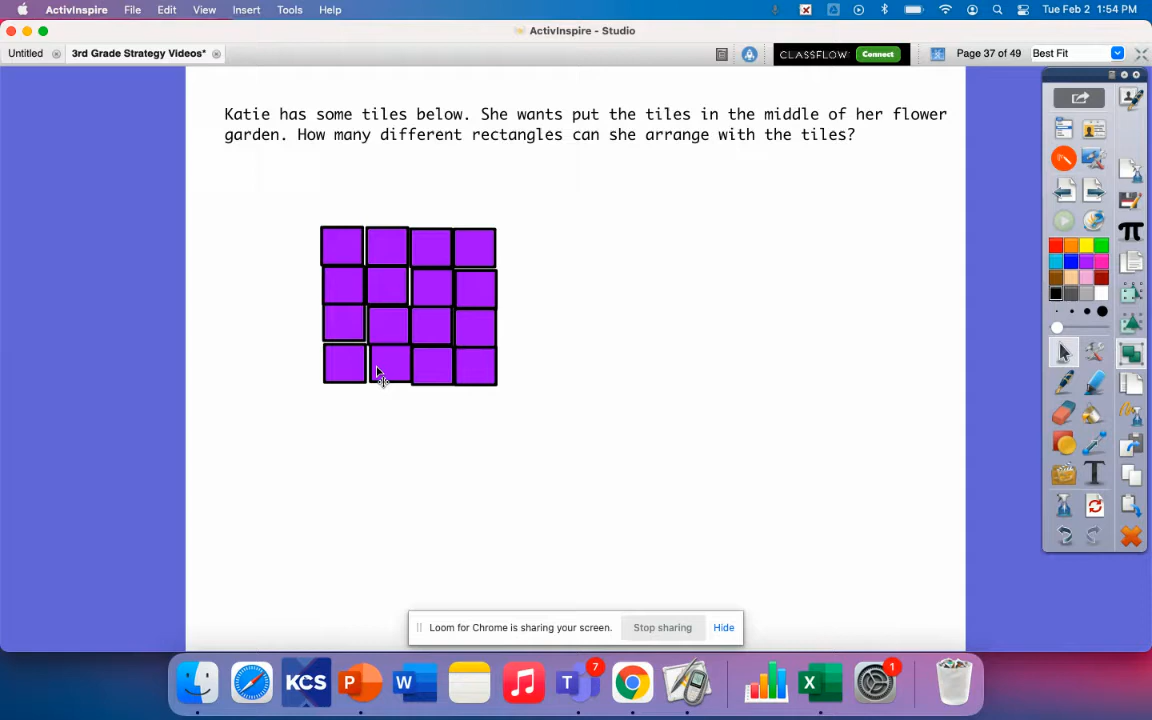 ActivInspire File Edit View Insert Tools Help Tue Feb 2 1:54 PM
ActivInspire - Studio
Untitled 3rd Grade Strategy Videos* CLASSFLOW Connect Page 37 of 49 Best Fit
Katie has some tiles below. She wants put the tiles in the middle of her flower
garden. How many different rectangles can she arrange with the tiles?
Loom for Chrome is sharing your screen. Stop sharing Hide
KCS P W T 7 X 1